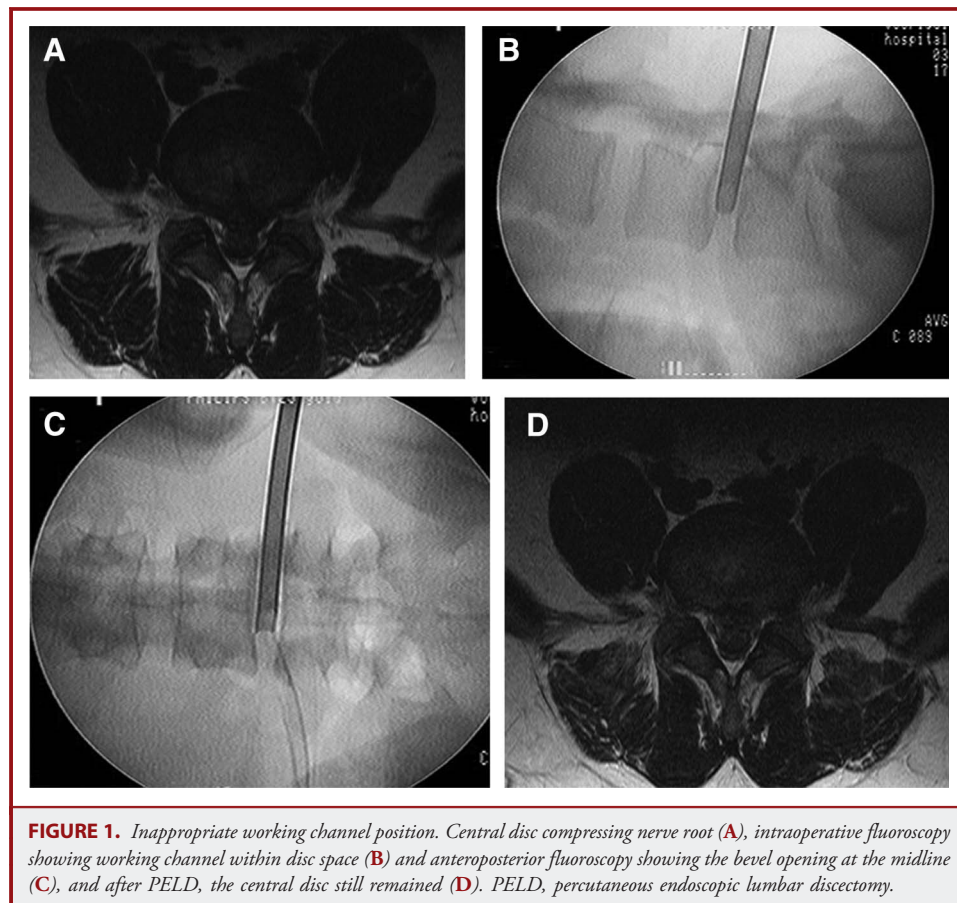 A
B
hospital
03
17
AVG
C 089
C
ho
C
D
FIGURE 1. Inappropriate working channel position. Central disc compressing nerve root (A), intraoperative fluoroscopy
showing working channel within disc space (B) and anteroposterior fluoroscopy showing the bevel opening at the midline
(C), and after PELD, the central disc still remained (D). PELD, percutaneous endoscopic lumbar discectomy.